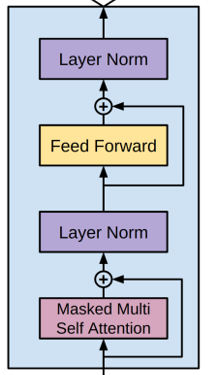 Layer Norm
+
Feed Forward
Layer Norm
+
Masked Multi
Self Attention